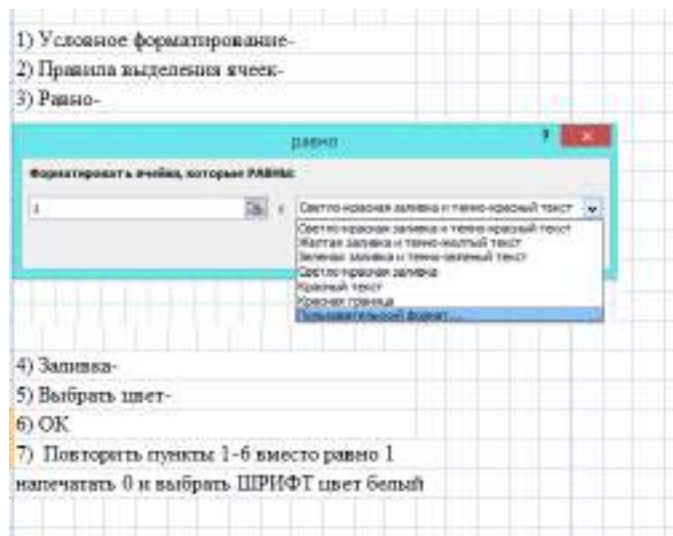 1) Условное форматирование-
2) Правила выделения ячеек-
3) Равно-
равно
? ×
Форматировать ячейки, которые РАВНЫ:
1
с Светло-красная заливка и темно-красный текст
Светло-красная заливка и темно-красный текст
Желтая заливка и темно-желтый текст
Зеленая заливка и темно-зеленый текст
Светло-красная заливка
Красный текст
Красная граница
Пользовательский формат...
4) Заливка-
5) Выбрать цвет-
6) ОК
7) Повторить пункты 1-6 вместо равно 1
напечатать 0 и выбрать ШРИФТ цвет белый